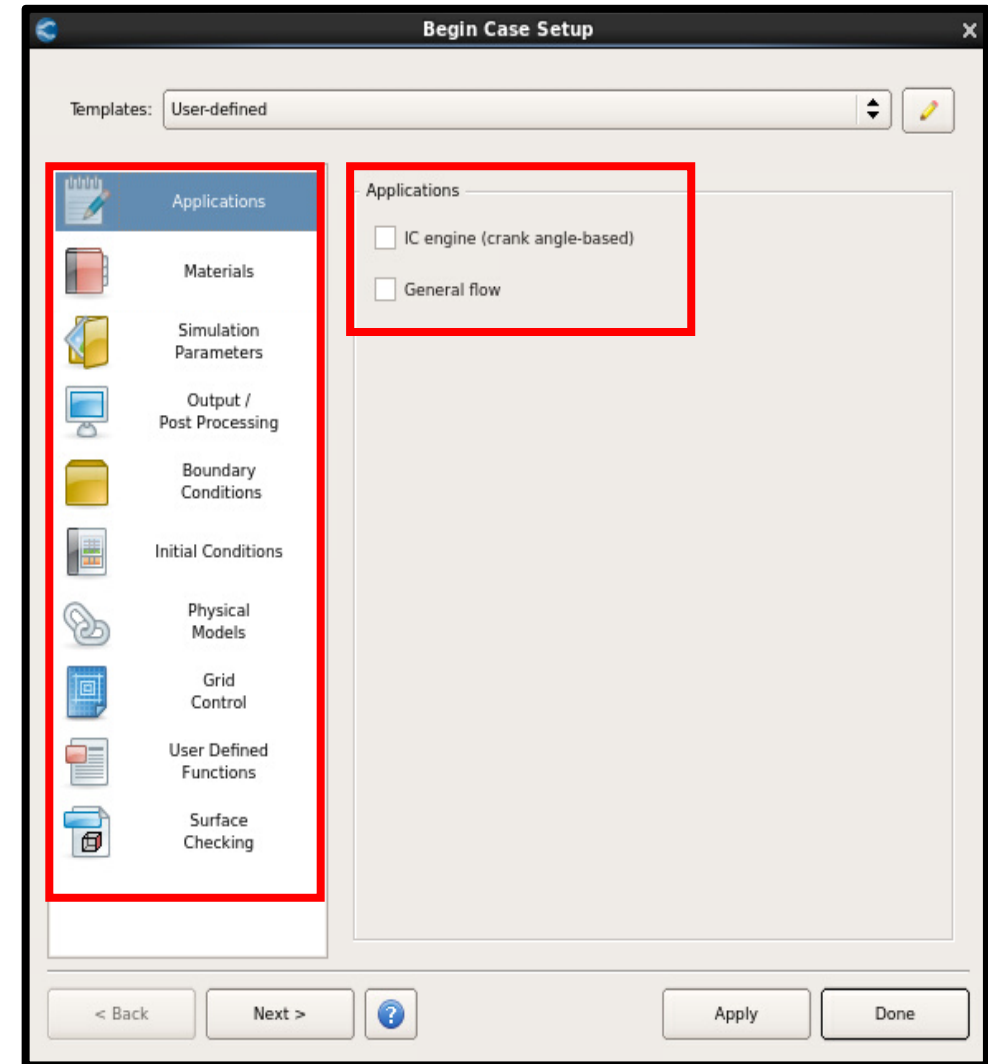 Begin Case Setup
Templates: User-defined
Applications
Materials
Simulation
Parameters
Output /
Post Processing
Boundary
Conditions
Initial Conditions
Physical
Models
Grid
Control
User Defined
Functions
Surface
Checking
Applications
IC engine (crank angle-based)
General flow
< Back Next > ? Apply Done